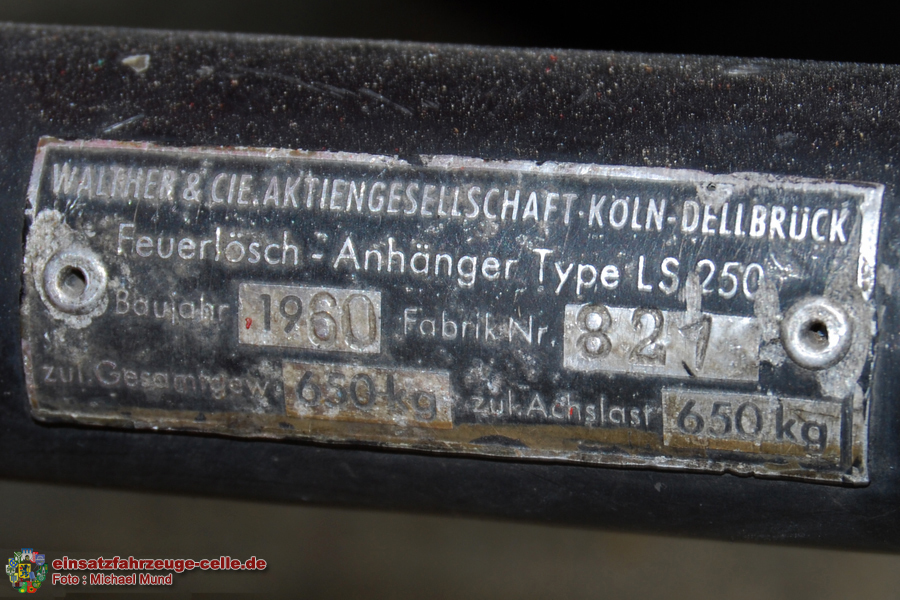 WALTHER & CIE. AKTIENGESELLSCHAFT · KÖLN - DELLBRÜCK
Feuerlösch - Anhänger Type LS 250
Baujahr 1960 Fabrik Nr. 821
zul. Gesamtgew. 650 kg zul. Achslast 650 kg
einsatzfahrzeuge-celle.de
Foto : Michael Mund